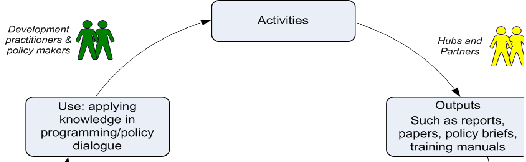 Development
practitioners &
policy makers
Activities
Hubs and
Partners
Use: applying
knowledge in
programming/policy
dialogue
Outputs
Such as reports,
papers, policy briefs,
training manuals